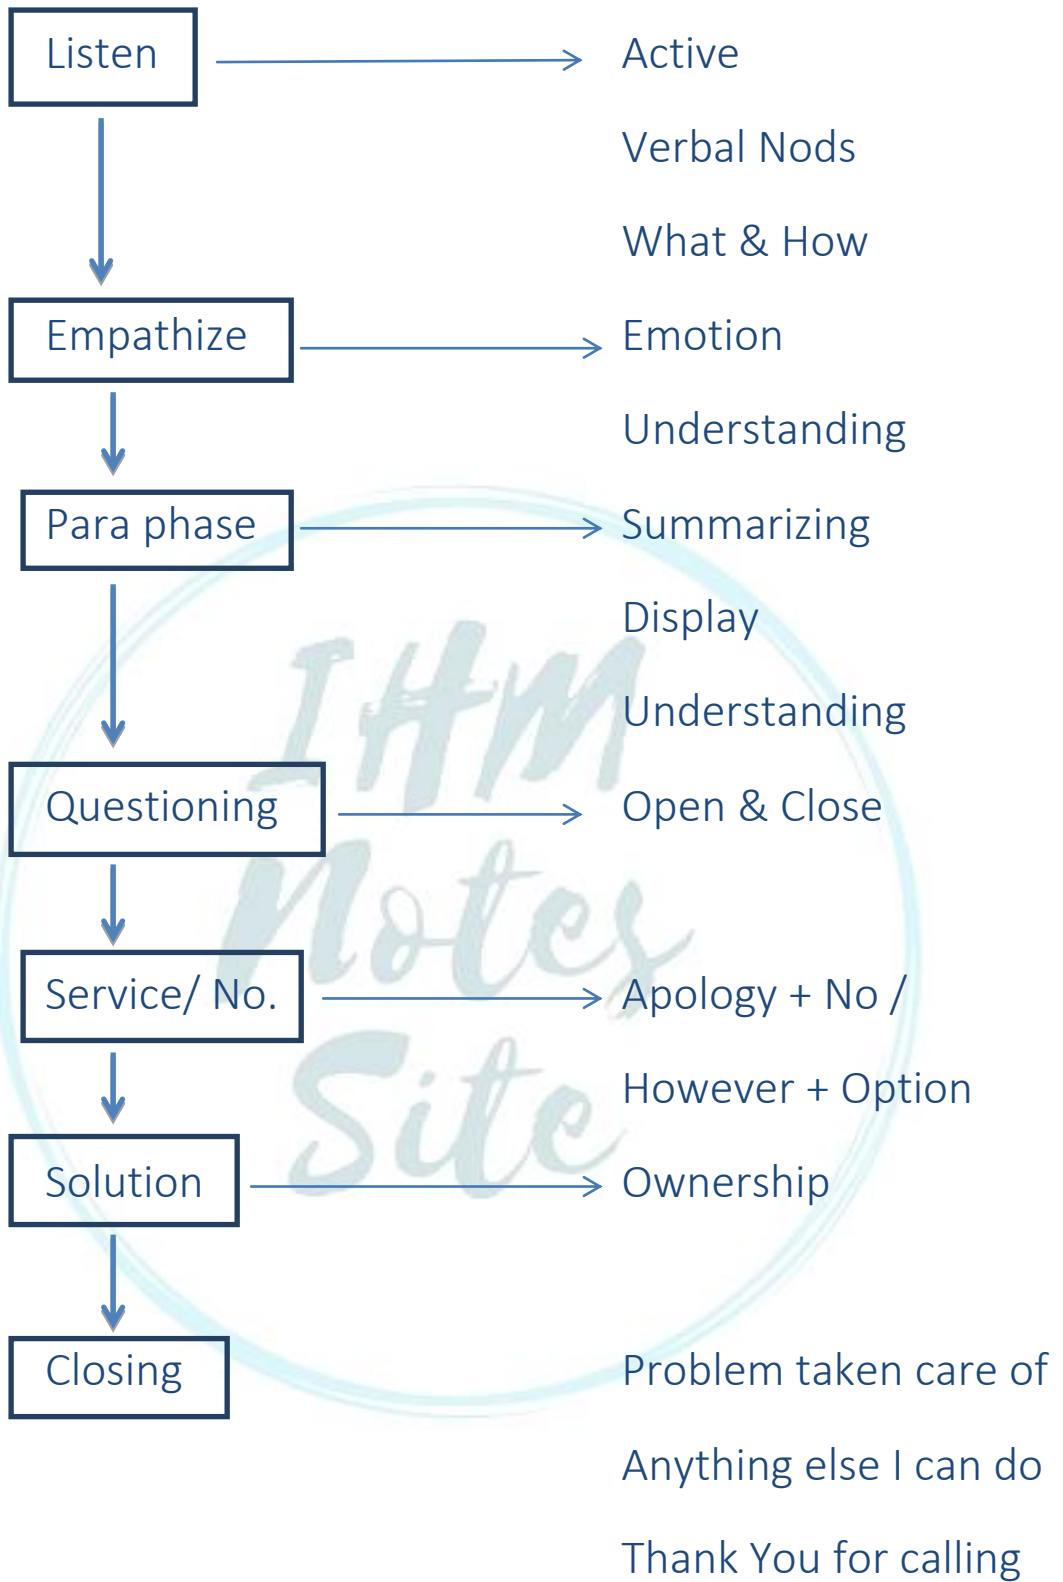 Listen
Active
Verbal Nods
What & How
Empathize
Emotion
Understanding
Para phase
Summarizing
Display
Understanding
Questioning
Open & Close
Service/ No.
Apology + No /
However + Option
Solution
Ownership
Closing
Problem taken care of
Anything else I can do
Thank You for calling
IHM
Notes
Site